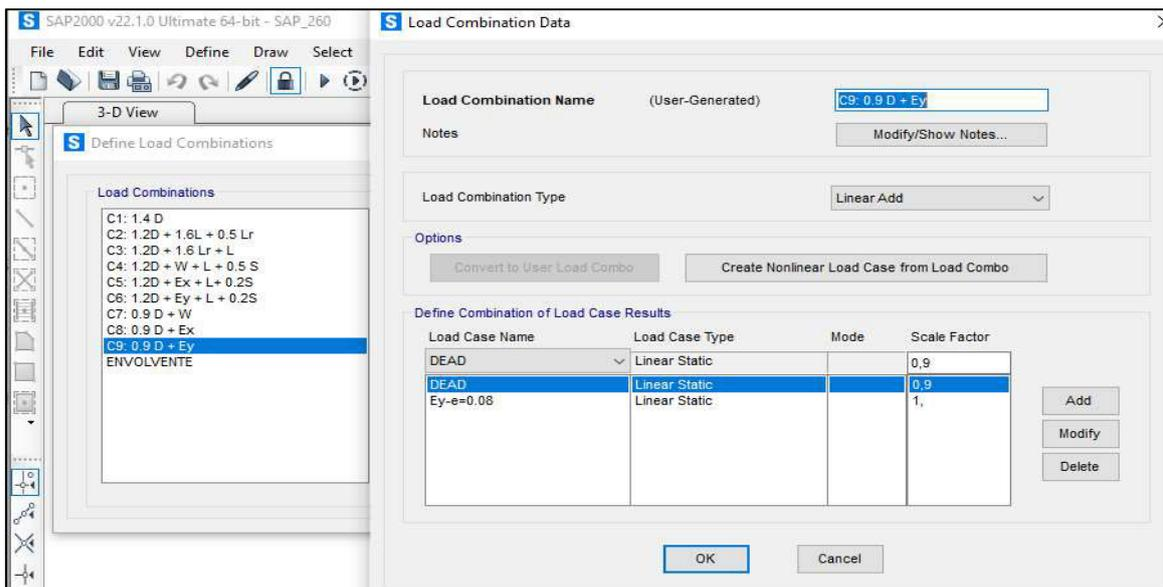 SAP2000 v22.1.0 Ultimate 64-bit - SAP_260
File Edit View Define Draw Select
3-D View
Define Load Combinations
Load Combinations
C1: 1.4 D
C2: 1.2D + 1.6L + 0.5 Lr
C3: 1.2D + 1.6 Lr + L
C4: 1.2D + W + L + 0.5 S
C5: 1.2D + Ex + L+ 0.2S
C6: 1.2D + Ey + L + 0.2S
C7: 0.9 D + W
C8: 0.9 D + Ex
C9: 0.9 D + Ey
ENVOLVENTE
Load Combination Data
Load Combination Name (User-Generated) C9: 0.9 D + Ey
Notes Modify/Show Notes...
Load Combination Type Linear Add
Options
Convert to User Load Combo Create Nonlinear Load Case from Load Combo
Define Combination of Load Case Results
Load Case Name Load Case Type Mode Scale Factor
DEAD Linear Static 0,9
DEAD Linear Static 0,9
Ey-e=0.08 Linear Static 1,
Add
Modify
Delete
OK Cancel